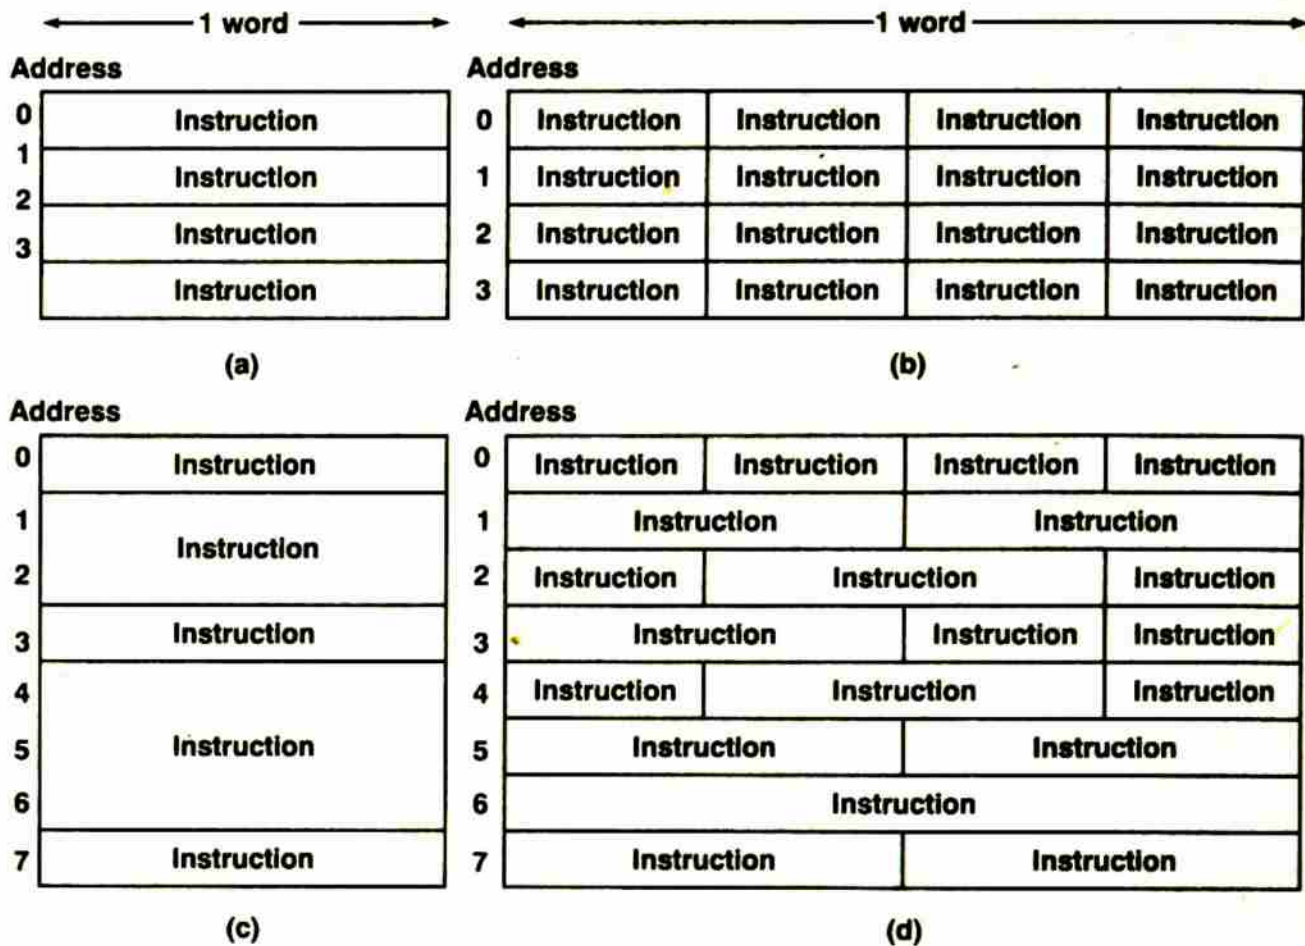 1 word 1 word
Address Address
0 Instruction 0 Instruction Instruction Instruction Instruction
1 Instruction 1 Instruction Instruction Instruction Instruction
2 Instruction 2 Instruction Instruction Instruction Instruction
3 Instruction 3 Instruction Instruction Instruction Instruction
(a) (b)
Address Address
0 Instruction 0 Instruction Instruction Instruction Instruction
1 Instruction 1 Instruction Instruction
2 2 Instruction Instruction Instruction
3 Instruction 3 Instruction Instruction Instruction
4 4 Instruction Instruction Instruction
5 Instruction 5 Instruction Instruction
6 6 Instruction
7 Instruction 7 Instruction Instruction
(c) (d)